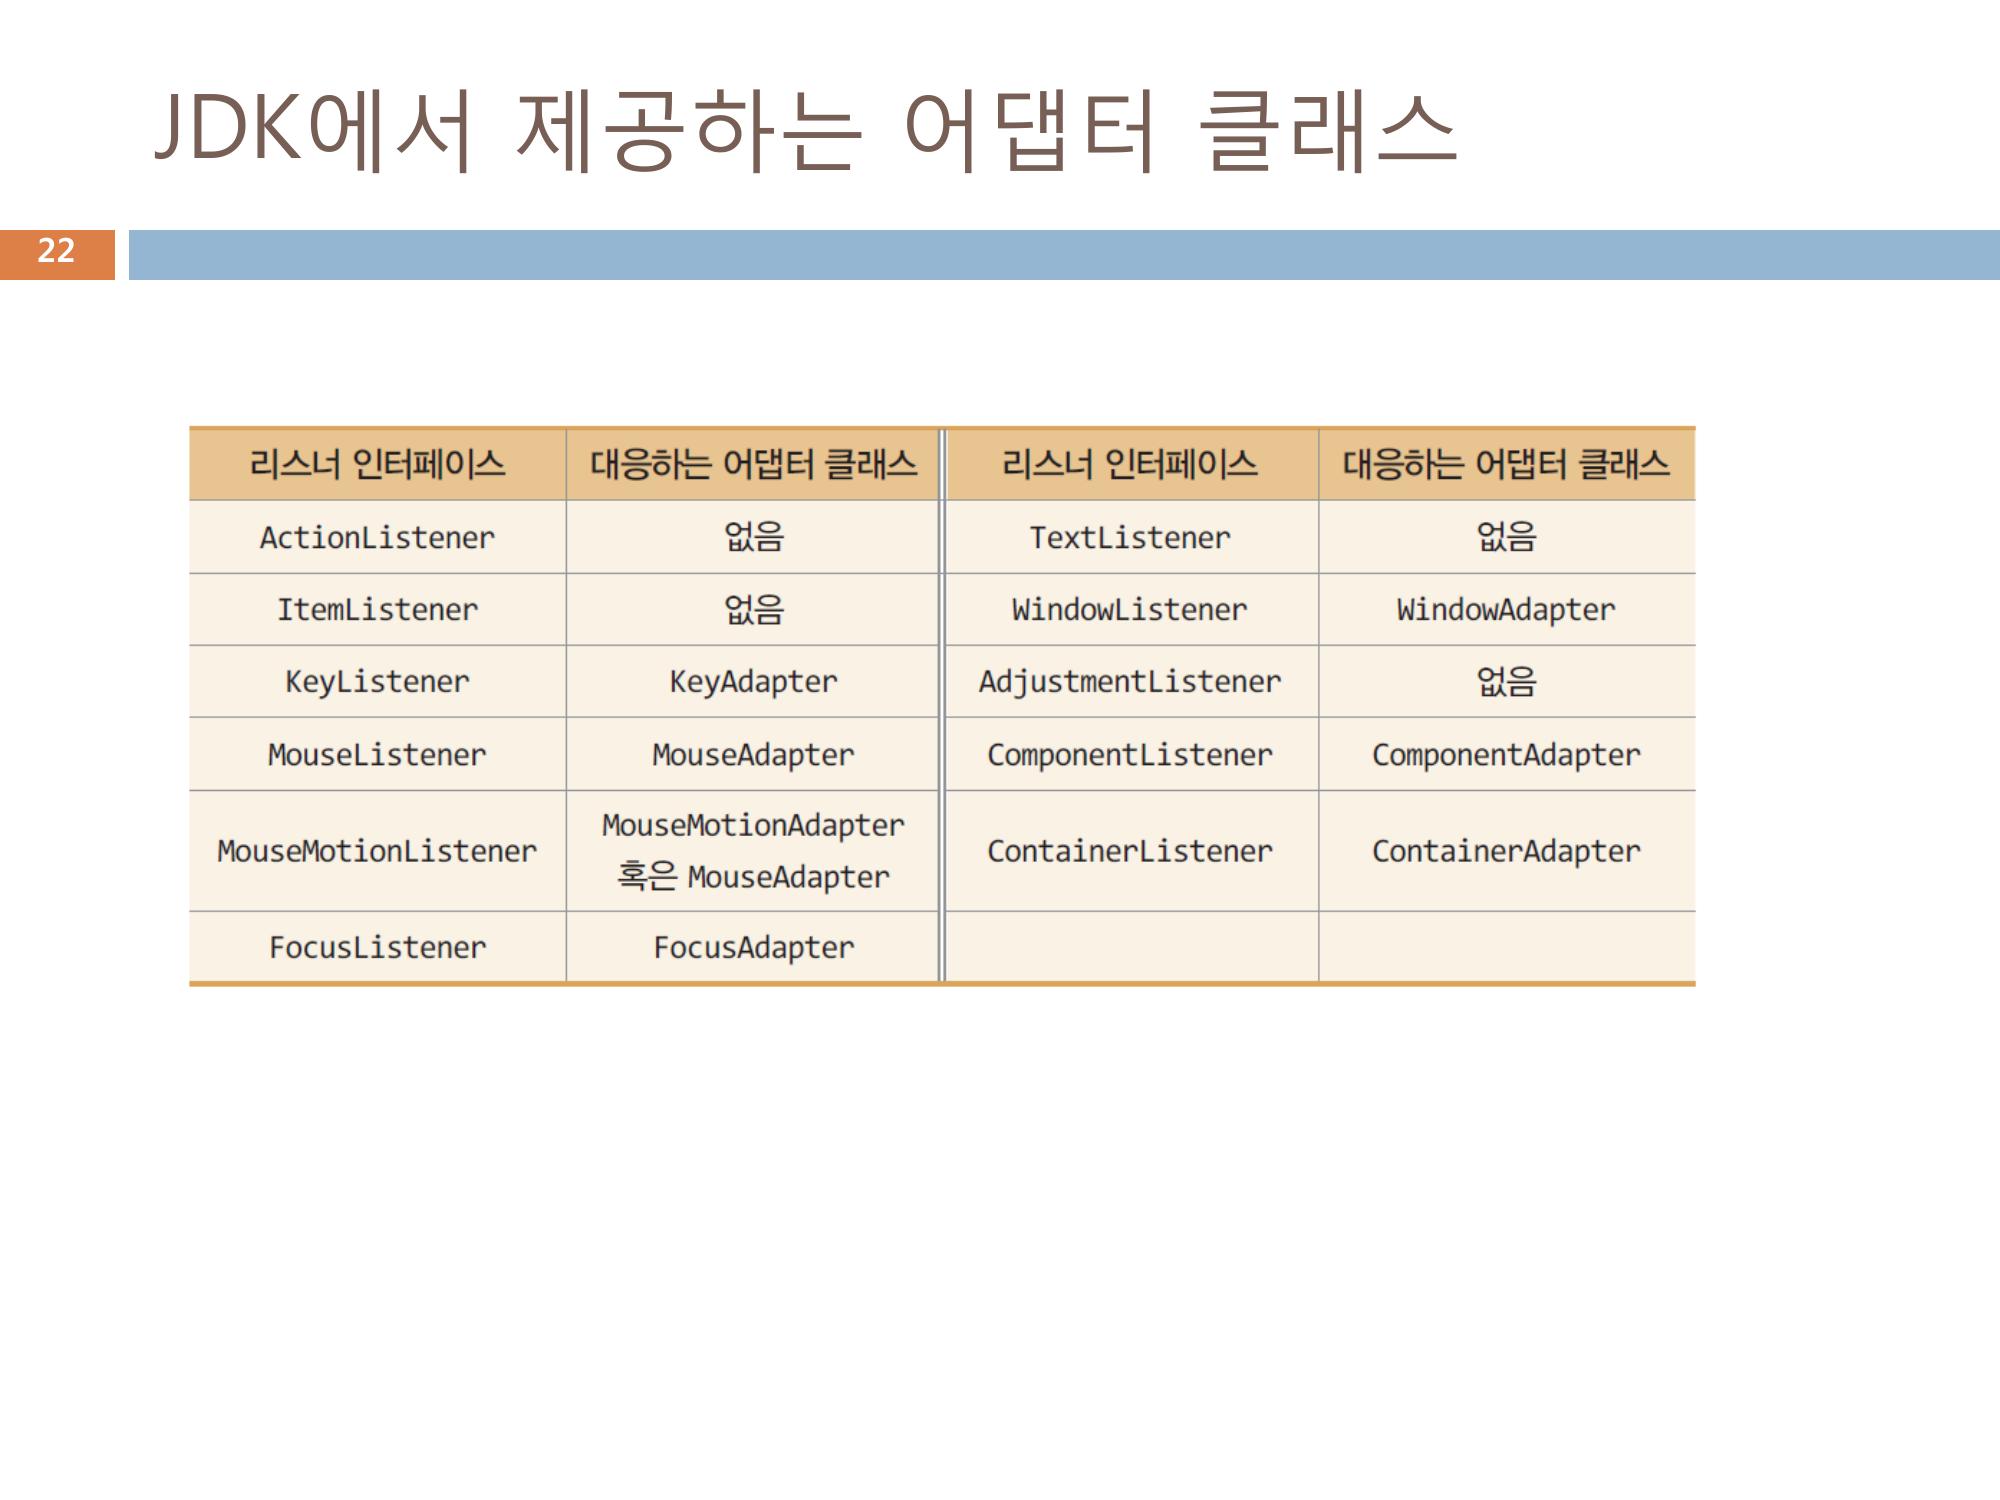 JDK에서 제공하는 어댑터 클래스
22
리스너 인터페이스 대응하는 어댑터 클래스 리스너 인터페이스 대응하는 어댑터 클래스
ActionListener 없음 TextListener 없음
ItemListener 없음 WindowListener WindowAdapter
KeyListener KeyAdapter AdjustmentListener 없음
MouseListener MouseAdapter ComponentListener ComponentAdapter
MouseMotionListener MouseMotionAdapter 혹은 MouseAdapter ContainerListener ContainerAdapter
FocusListener FocusAdapter